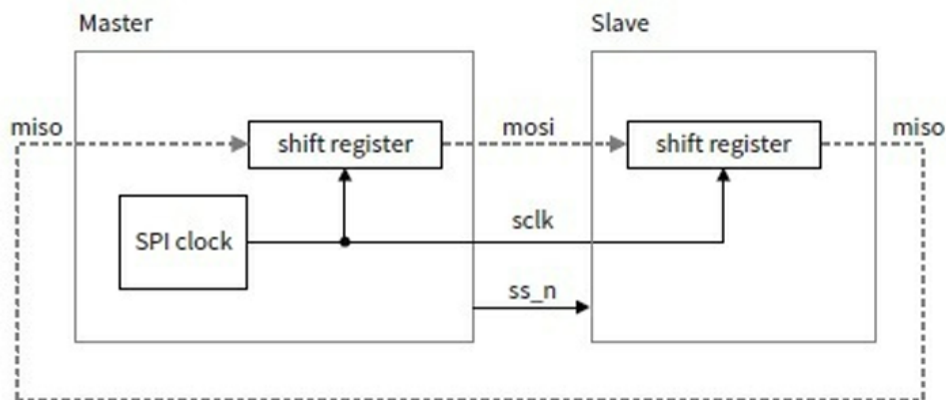 Master
Slave
miso
shift register
mosi
shift register
miso
SPI clock
sclk
ss_n